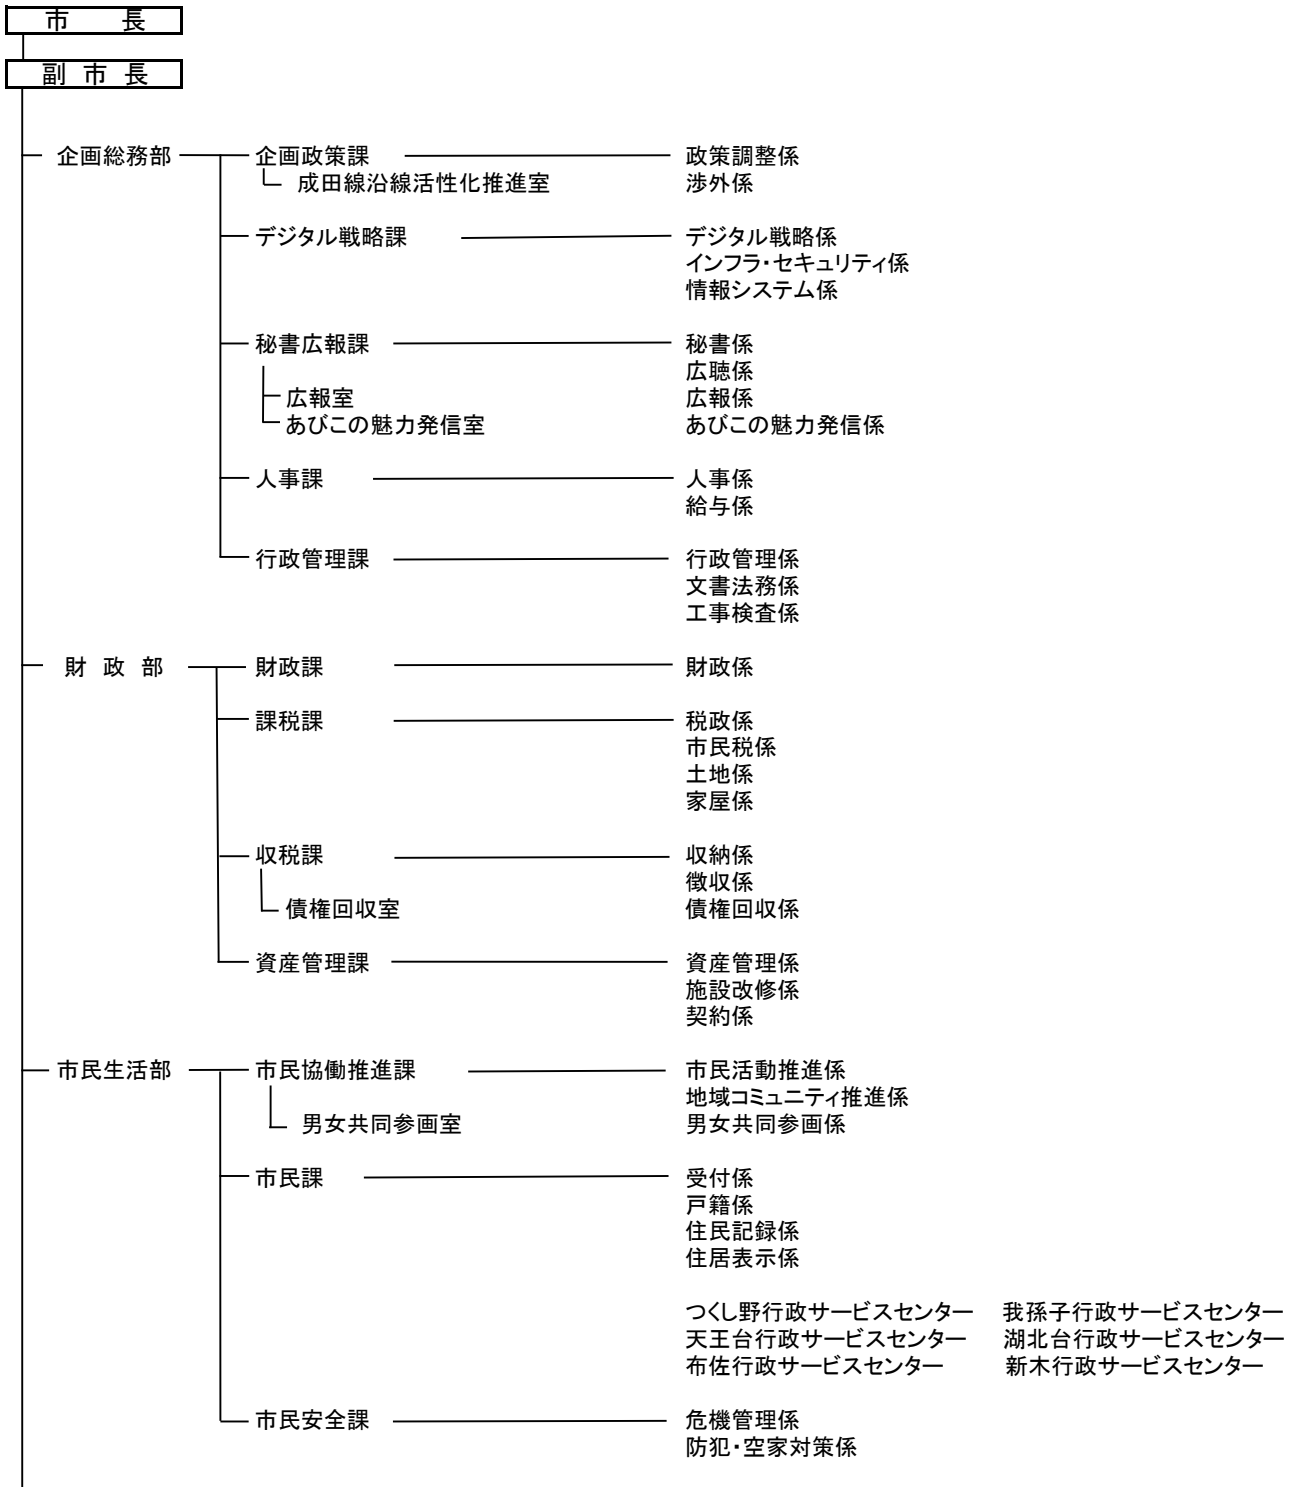 市　　長
副 市 長
企画総務部 企画政策課 政策調整係
成田線沿線活性化推進室 渉外係
デジタル戦略課 デジタル戦略係
インフラ・セキュリティ係
情報システム係
秘書広報課 秘書係
広聴係
広報室 広報係
あびこの魅力発信室 あびこの魅力発信係
人事課 人事係
給与係
行政管理課 行政管理係
文書法務係
工事検査係
財 政 部 財政課 財政係
課税課 税政係
市民税係
土地係
家屋係
収税課 収納係
徴収係
債権回収室 債権回収係
資産管理課 資産管理係
施設改修係
契約係
市民生活部 市民協働推進課 市民活動推進係
地域コミュニティ推進係
男女共同参画室 男女共同参画係
市民課 受付係
戸籍係
住民記録係
住居表示係
つくし野行政サービスセンター 我孫子行政サービスセンター
天王台行政サービスセンター 湖北台行政サービスセンター
布佐行政サービスセンター 新木行政サービスセンター
市民安全課 危機管理係
防犯・空家対策係